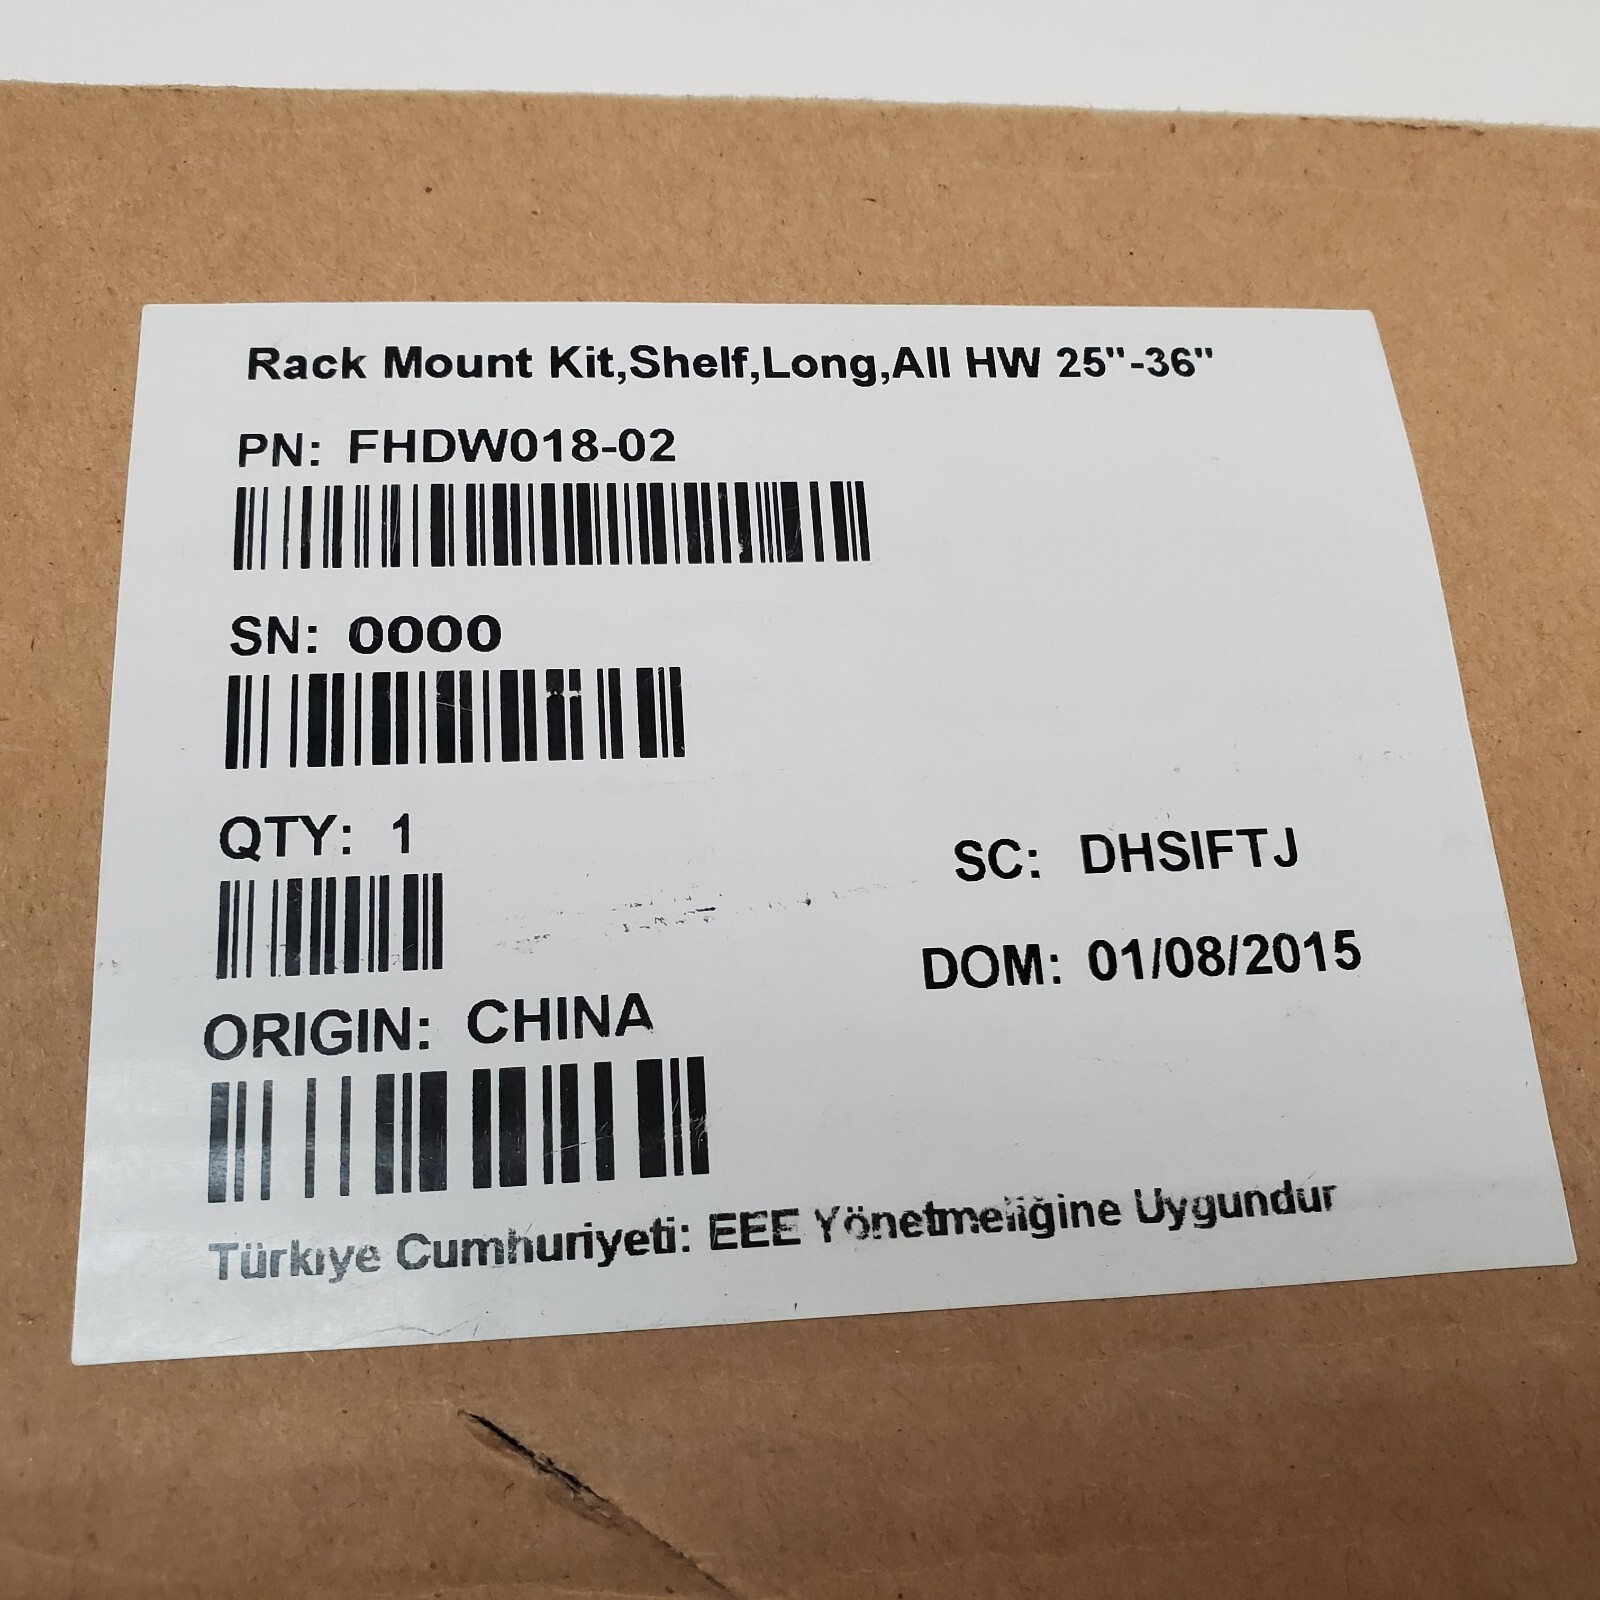 Rack Mount Kit,Shelf,Long,All HW 25"-36"
PN: FHDW018-02
SN: 0000
QTY: 1
SC: DHSIFTJ
DOM: 01/08/2015
ORIGIN: CHINA
Türkiye Cumhuriyeti: EEE Yönetmeliğine Uygundur